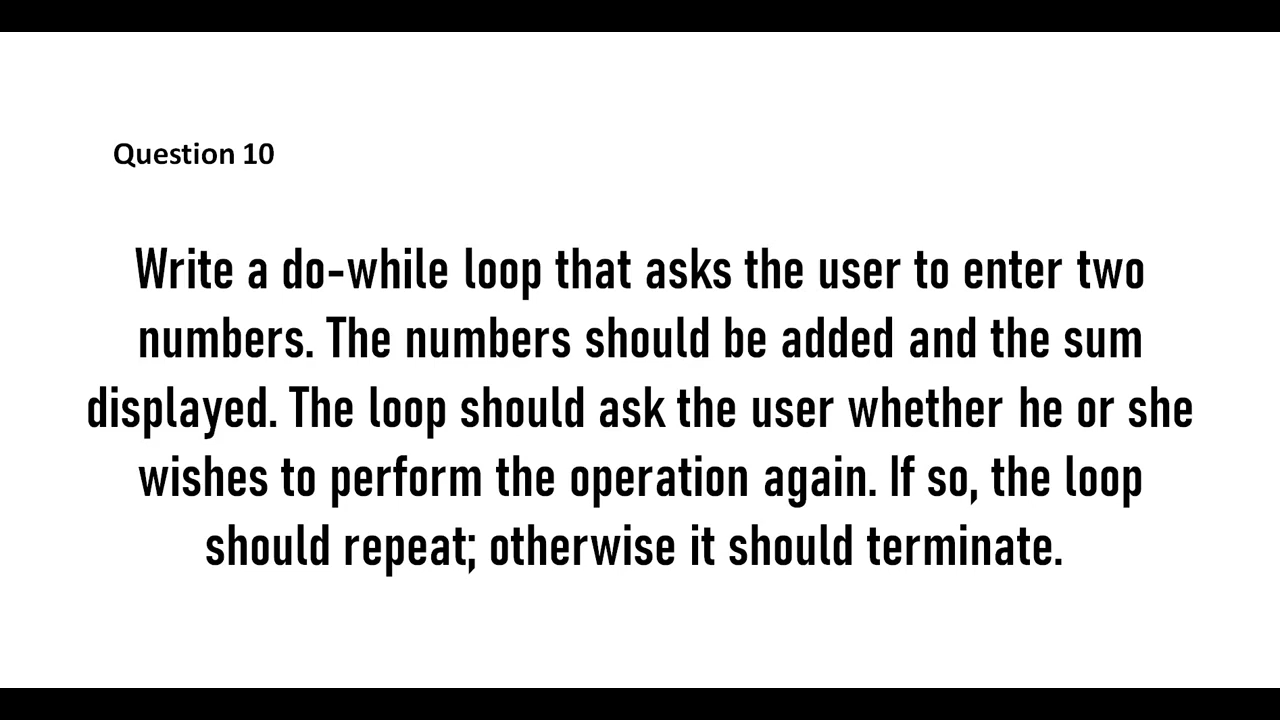 Question 10
Write a do-while loop that asks the user to enter two
numbers. The numbers should be added and the sum
displayed. The loop should ask the user whether he or she
wishes to perform the operation again. If so, the loop
should repeat; otherwise it should terminate.